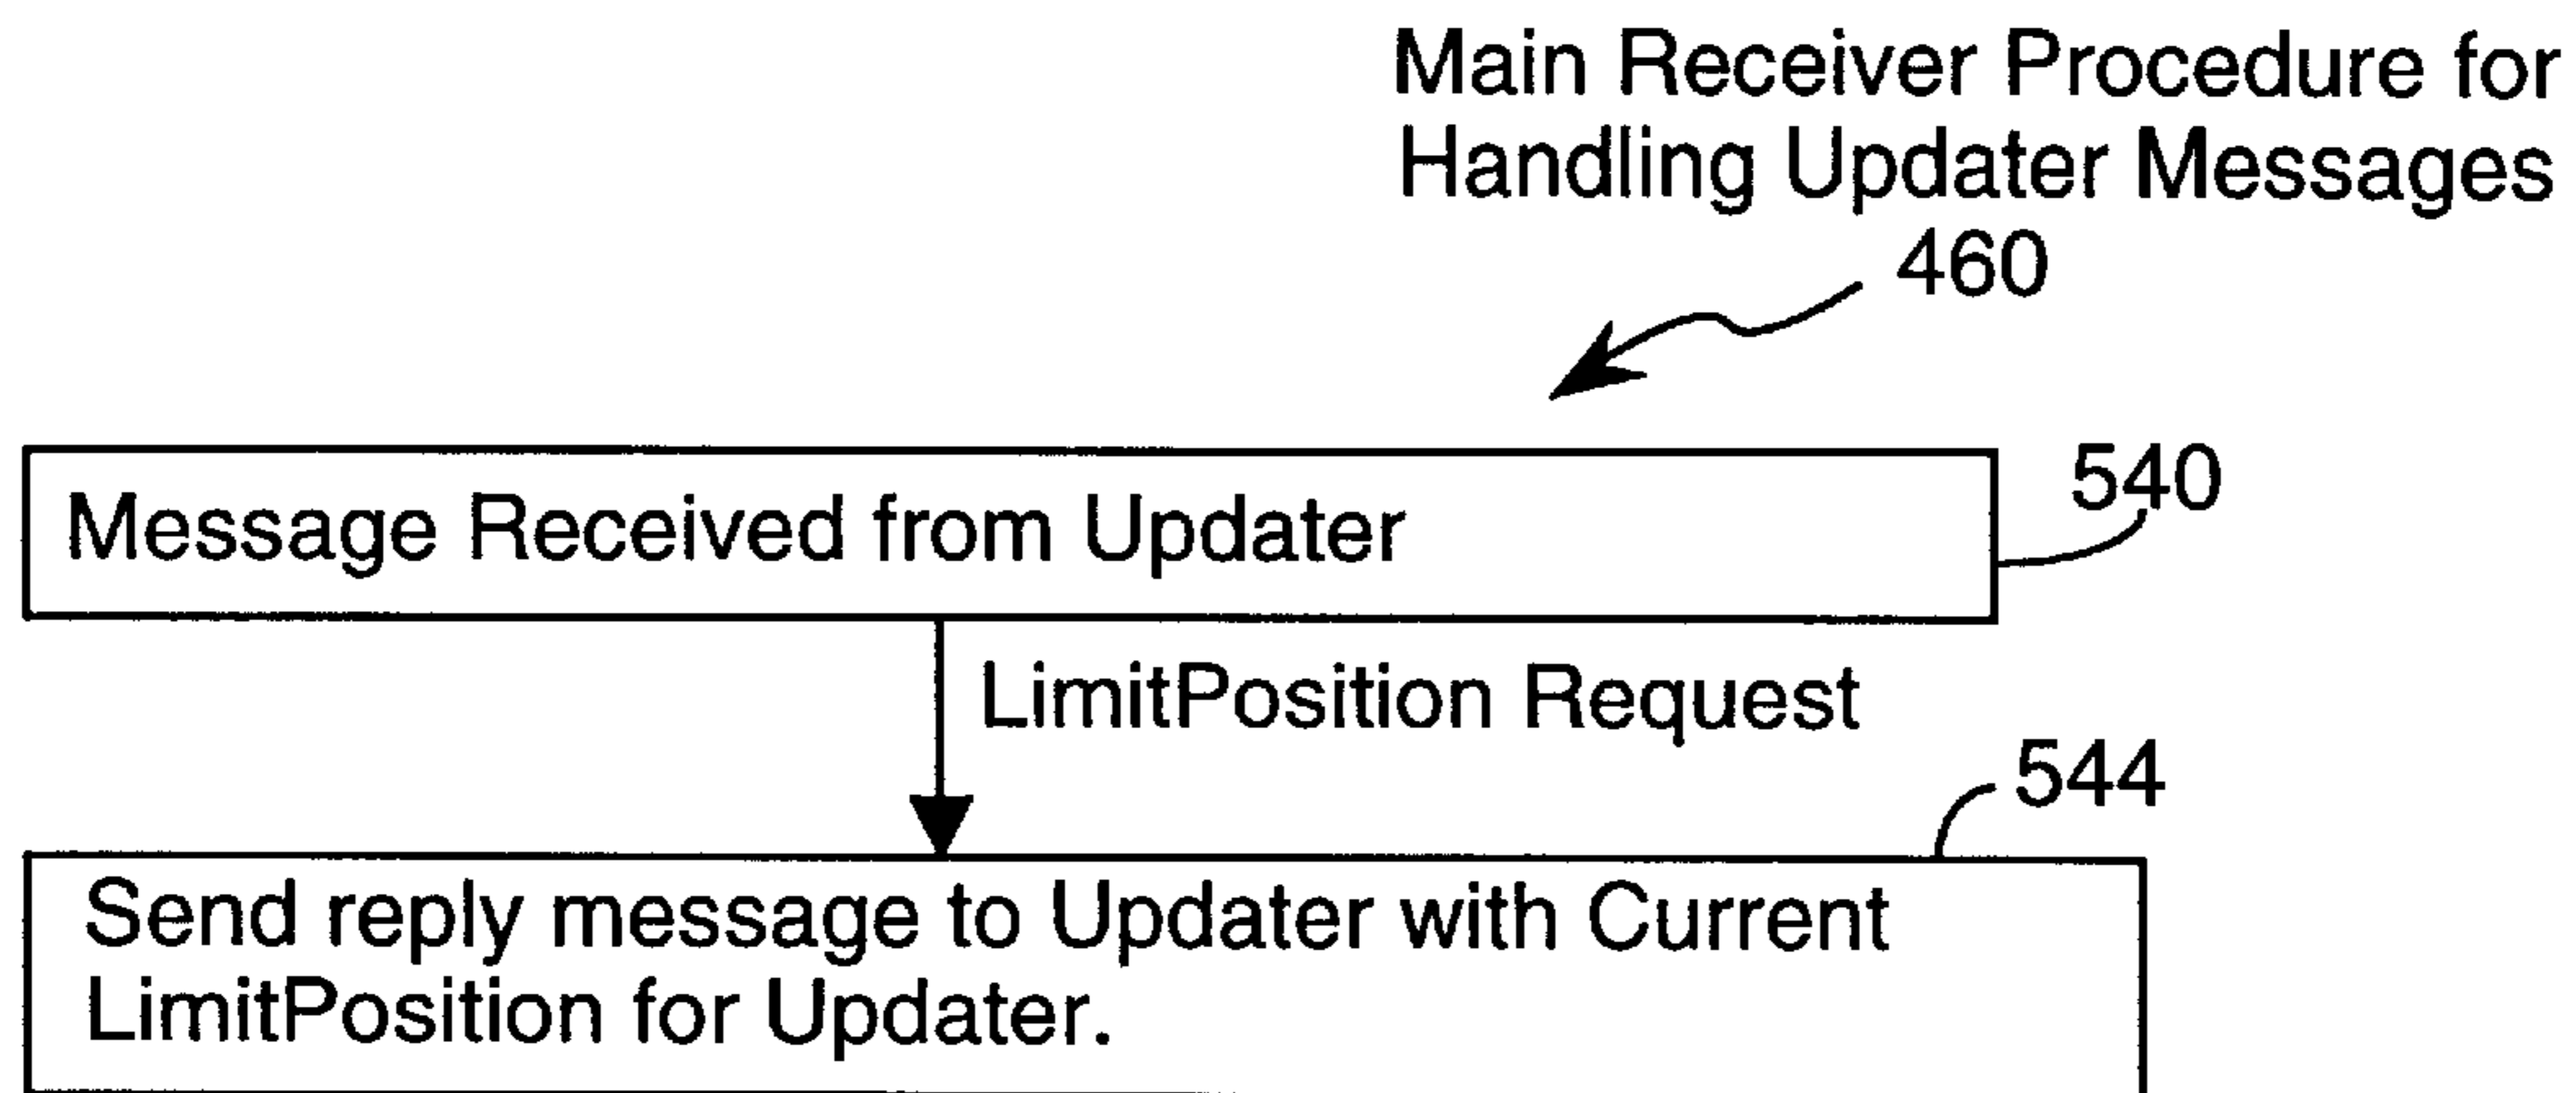 Main Receiver Procedure for
Handling Updater Messages
460
Message Received from Updater
540
LimitPosition Request
544
Send reply message to Updater with Current
LimitPosition for Updater.